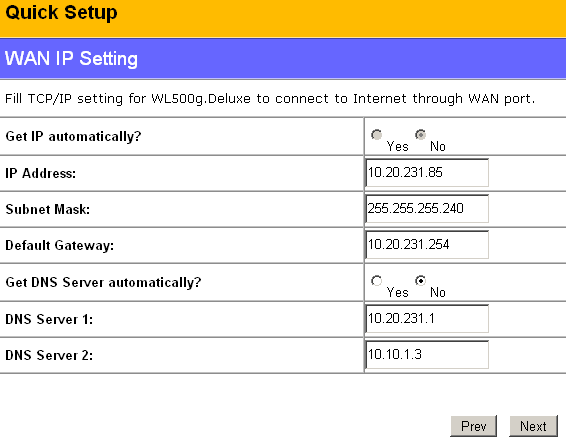 Quick Setup
WAN IP Setting
Fill TCP/IP setting for WL500g.Deluxe to connect to Internet through WAN port.
Get IP automatically? Yes No
IP Address: 10.20.231.85
Subnet Mask: 255.255.255.240
Default Gateway: 10.20.231.254
Get DNS Server automatically? Yes No
DNS Server 1: 10.20.231.1
DNS Server 2: 10.10.1.3
Prev Next